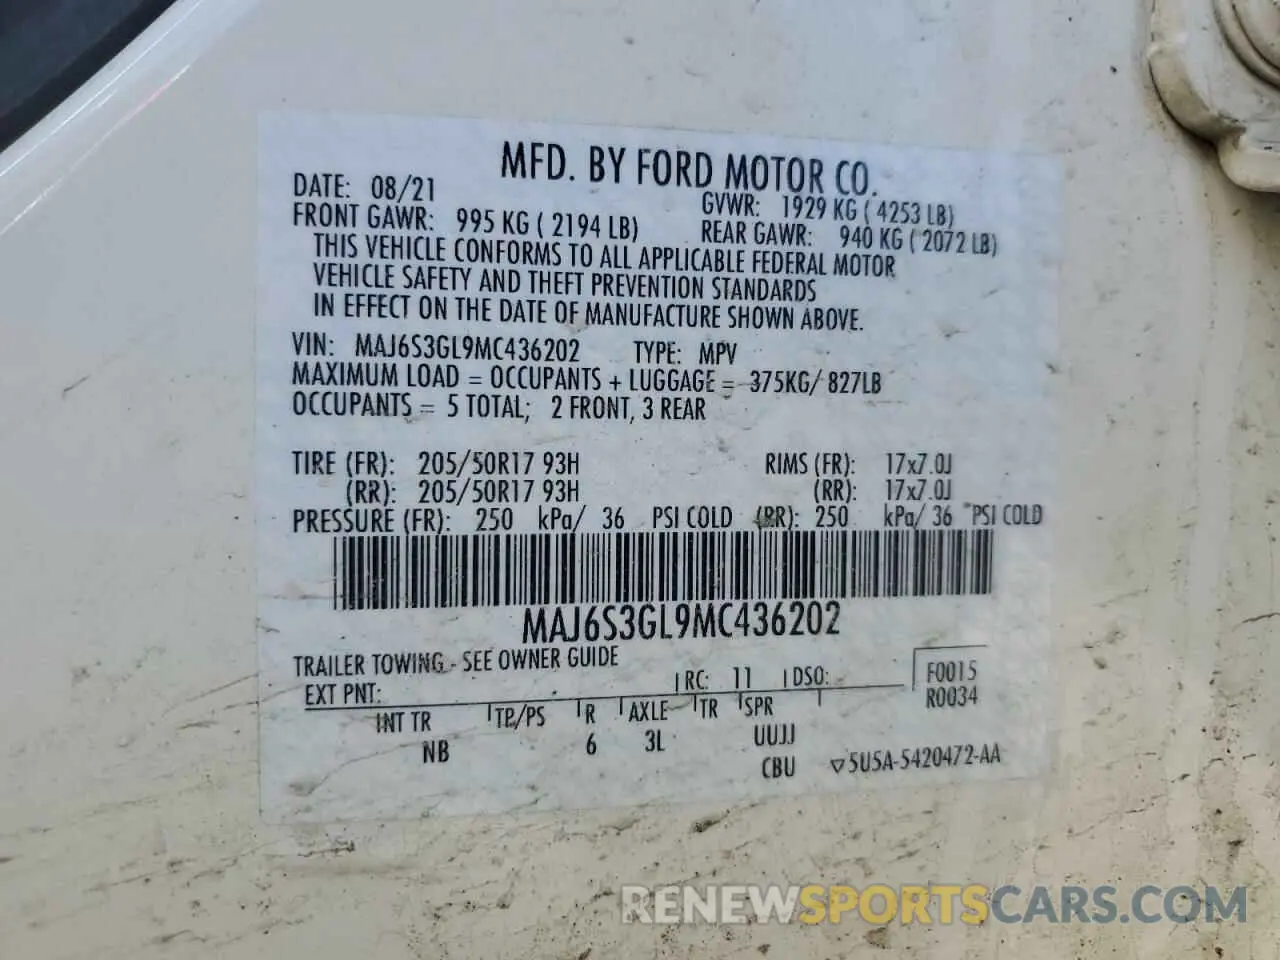 MFD. BY FORD MOTOR CO.
DATE: 08/21 GVWR: 1929 KG ( 4253 LB)
FRONT GAWR: 995 KG ( 2194 LB) REAR GAWR: 940 KG ( 2072 LB)
THIS VEHICLE CONFORMS TO ALL APPLICABLE FEDERAL MOTOR
VEHICLE SAFETY AND THEFT PREVENTION STANDARDS
IN EFFECT ON THE DATE OF MANUFACTURE SHOWN ABOVE.
VIN: MAJ6S3GL9MC436202 TYPE: MPV
MAXIMUM LOAD = OCCUPANTS + LUGGAGE = 375KG/ 827LB
OCCUPANTS = 5 TOTAL; 2 FRONT, 3 REAR
TIRE (FR): 205/50R17 93H RIMS (FR): 17x7.0J
(RR): 205/50R17 93H (RR): 17x7.0J
PRESSURE (FR): 250 kPa/ 36 PSI COLD (RR): 250 kPa/ 36 PSI COLD
MAJ6S3GL9MC436202
TRAILER TOWING - SEE OWNER GUIDE
EXT PNT: RC: 11 DSO: F0015
R0034
INT TR TP/PS R AXLE TR SPR
NB 6 3L UUJJ
CBU ▽5U5A-5420472-AA
RENEWSPORTSCARS.COM